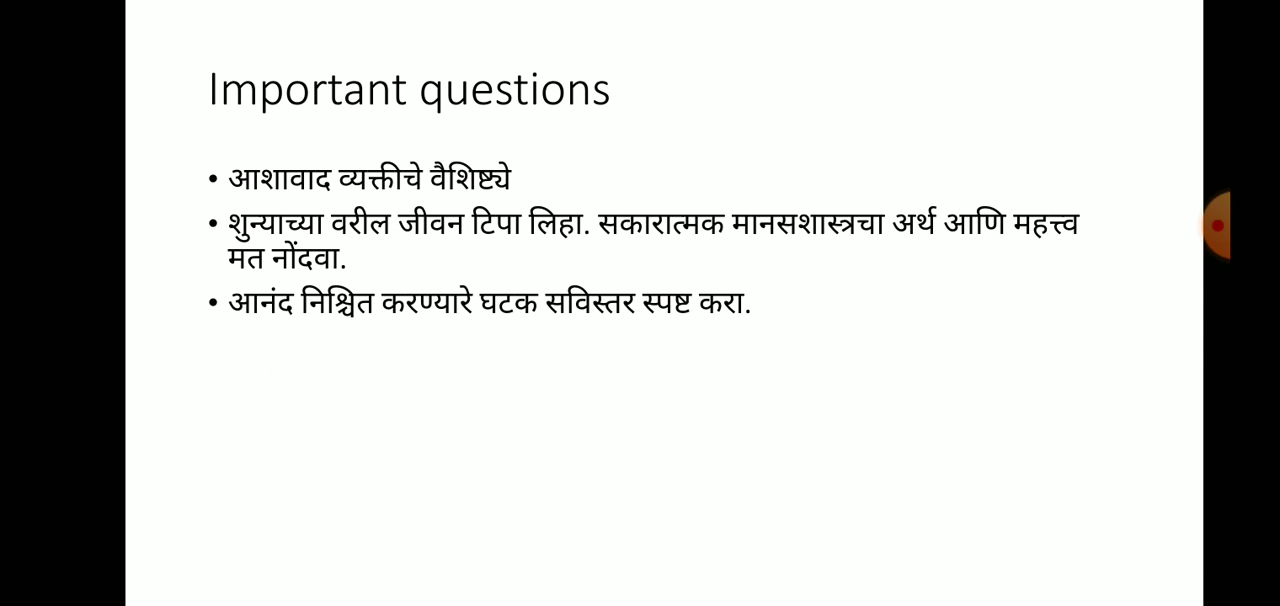 Important questions
• आशावाद व्यक्तीचे वैशिष्ट्ये
• शुन्याच्या वरील जीवन टिपा लिहा. सकारात्मक मानसशास्त्रचा अर्थ आणि महत्त्व
मत नोंदवा.
• आनंद निश्चित करण्यारे घटक सविस्तर स्पष्ट करा.